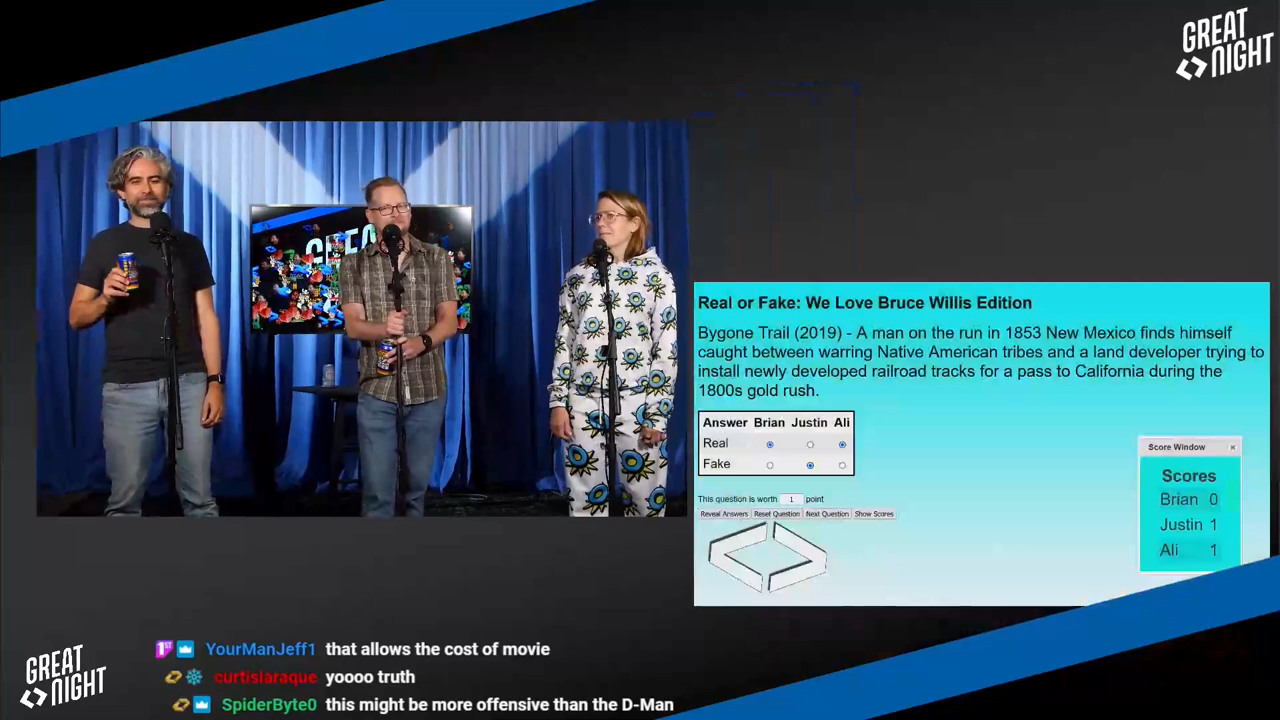 GREAT
NIGHT
Real or Fake: We Love Bruce Willis Edition
Bygone Trail (2019) - A man on the run in 1853 New Mexico finds himself
caught between warring Native American tribes and a land developer trying to
install newly developed railroad tracks for a pass to California during the
1800s gold rush.
Answer Brian Justin Ali
Real
Fake
This question is worth 1 point
Reveal Answers Reset Question Next Question Show Scores
Score Window ×
Scores
Brian 0
Justin 1
Ali 1
1ST YourManJeff1 that allows the cost of movie
curtisiaraque yoooo truth
SpiderByte0 this might be more offensive than the D-Man
GREAT
NIGHT